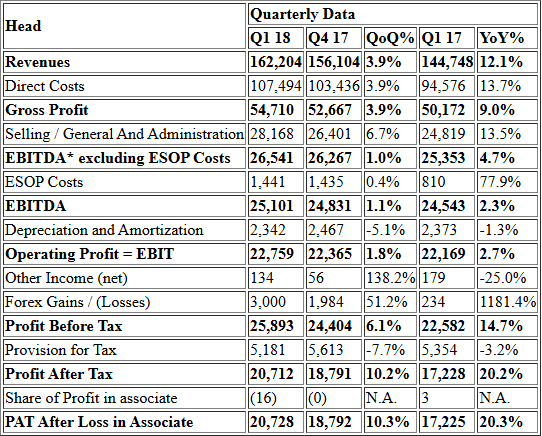 Head Quarterly Data
Q1 18 Q4 17 QoQ% Q1 17 YoY%
Revenues 162,204 156,104 3.9% 144,748 12.1%
Direct Costs 107,494 103,436 3.9% 94,576 13.7%
Gross Profit 54,710 52,667 3.9% 50,172 9.0%
Selling / General And Administration 28,168 26,401 6.7% 24,819 13.5%
EBITDA* excluding ESOP Costs 26,541 26,267 1.0% 25,353 4.7%
ESOP Costs 1,441 1,435 0.4% 810 77.9%
EBITDA 25,101 24,831 1.1% 24,543 2.3%
Depreciation and Amortization 2,342 2,467 -5.1% 2,373 -1.3%
Operating Profit = EBIT 22,759 22,365 1.8% 22,169 2.7%
Other Income (net) 134 56 138.2% 179 -25.0%
Forex Gains / (Losses) 3,000 1,984 51.2% 234 1181.4%
Profit Before Tax 25,893 24,404 6.1% 22,582 14.7%
Provision for Tax 5,181 5,613 -7.7% 5,354 -3.2%
Profit After Tax 20,712 18,791 10.2% 17,228 20.2%
Share of Profit in associate (16) (0) N.A. 3 N.A.
PAT After Loss in Associate 20,728 18,792 10.3% 17,225 20.3%